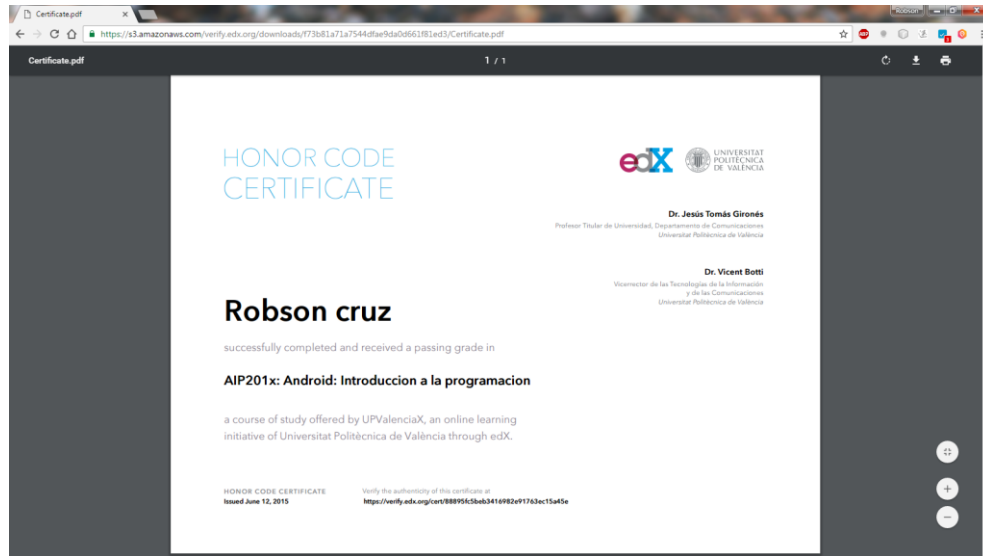 Certificate.pdf
Robson
https://s3.amazonaws.com/verify.edx.org/downloads/f73b81a71a7544dfae9da0d661f81ed3/Certificate.pdf
Certificate.pdf
1 / 1
HONOR CODE
CERTIFICATE
edX
UNIVERSITAT
POLITÈCNICA
DE VALÈNCIA
Dr. Jesús Tomás Gironés
Profesor Titular de Universidad, Departamento de Comunicaciones
Universitat Politècnica de València
Dr. Vicent Botti
Vicerrector de las Tecnologías de la Información
y de las Comunicaciones
Universitat Politècnica de València
Robson cruz
successfully completed and received a passing grade in
AIP201x: Android: Introduccion a la programacion
a course of study offered by UPValenciaX, an online learning
initiative of Universitat Politècnica de València through edX.
HONOR CODE CERTIFICATE
Issued June 12, 2015
Verify the authenticity of this certificate at
https://verify.edx.org/cert/88895fc5beb3416982e91763ec15a45e